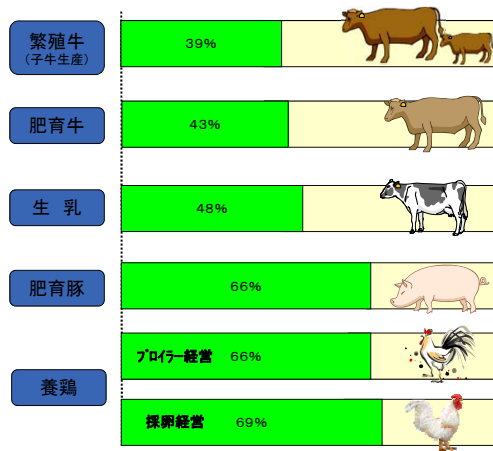 繁殖牛
(子牛生産)
39%
肥育牛
43%
生 乳
48%
肥育豚
66%
養鶏
ブロイラー経営 66%
採卵経営 69%